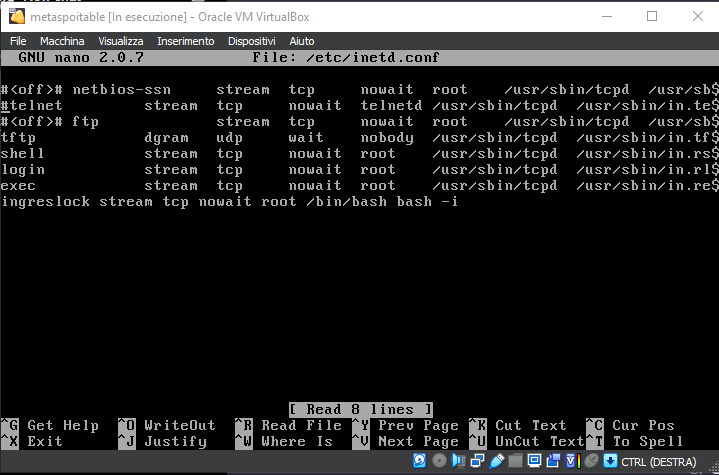 metaspoitable [In esecuzione] - Oracle VM VirtualBox
File Macchina Visualizza Inserimento Dispositivi Aiuto
GNU nano 2.0.7 File: /etc/inetd.conf
#<off># netbios-ssn stream tcp nowait root /usr/sbin/tcpd /usr/sb$
#telnet stream tcp nowait telnetd /usr/sbin/tcpd /usr/sbin/in.te$
#<off># ftp stream tcp nowait root /usr/sbin/tcpd /usr/sb$
tftp dgram udp wait nobody /usr/sbin/tcpd /usr/sbin/in.tf$
shell stream tcp nowait root /usr/sbin/tcpd /usr/sbin/in.rs$
login stream tcp nowait root /usr/sbin/tcpd /usr/sbin/in.rl$
exec stream tcp nowait root /usr/sbin/tcpd /usr/sbin/in.re$
ingreslock stream tcp nowait root /bin/bash bash -i
[ Read 8 lines ]
^G Get Help ^O WriteOut ^R Read File ^Y Prev Page ^K Cut Text ^C Cur Pos
^X Exit ^J Justify ^W Where Is ^V Next Page ^U UnCut Text ^T To Spell
CTRL (DESTRA)